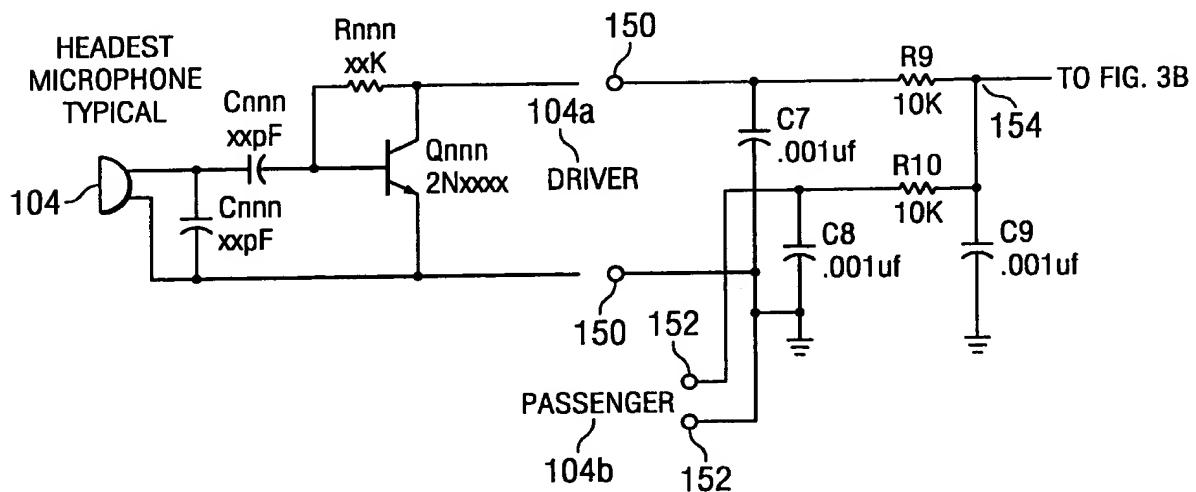 HEADEST
MICROPHONE
TYPICAL
104
Cnnn
xxpF
Cnnn
xxpF
Rnnn
xxK
Qnnn
2Nxxxx
104a
DRIVER
150
150
C7
.001uf
R9
10K
154
TO FIG. 3B
R10
10K
C8
.001uf
C9
.001uf
152
PASSENGER
104b
152